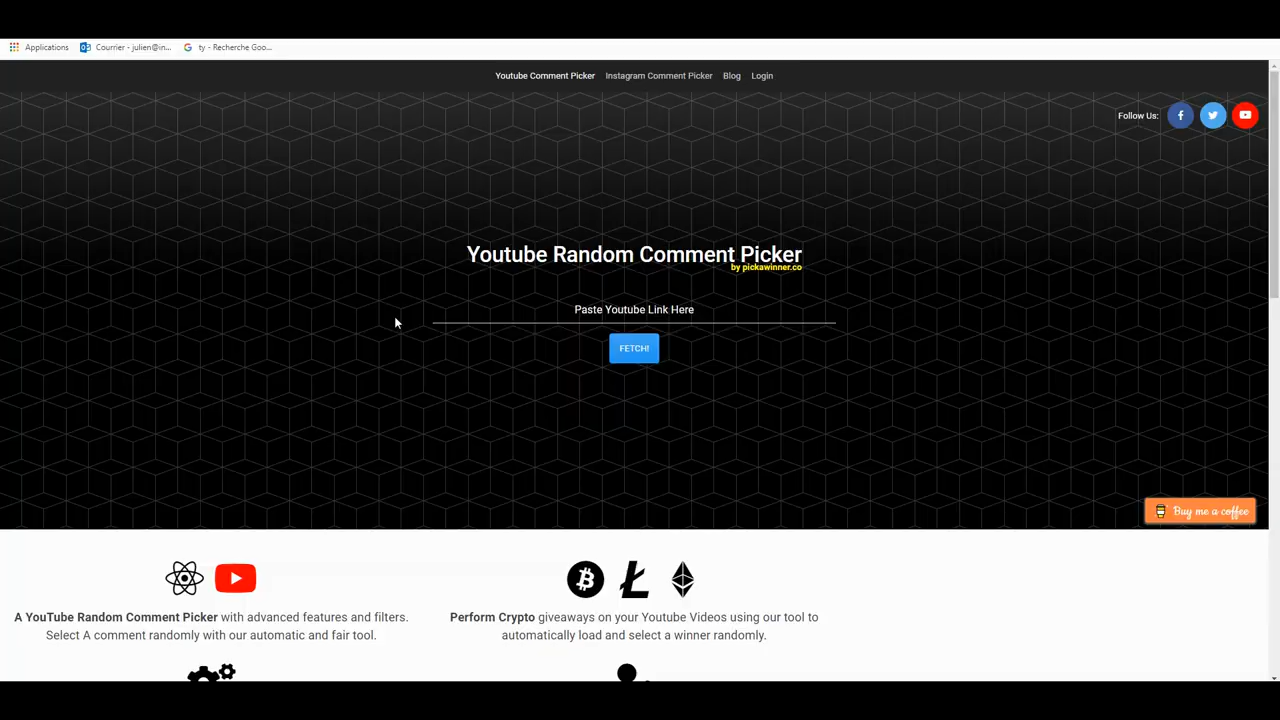 Applications
Courrier - julien@in...
ty - Recherche Goo...
Youtube Comment Picker
Instagram Comment Picker
Blog
Login
Follow Us:
Youtube Random Comment Picker
by pickawinner.co
Paste Youtube Link Here
FETCH!
Buy me a coffee
A YouTube Random Comment Picker with advanced features and filters.
Select A comment randomly with our automatic and fair tool.
Perform Crypto giveaways on your Youtube Videos using our tool to
automatically load and select a winner randomly.